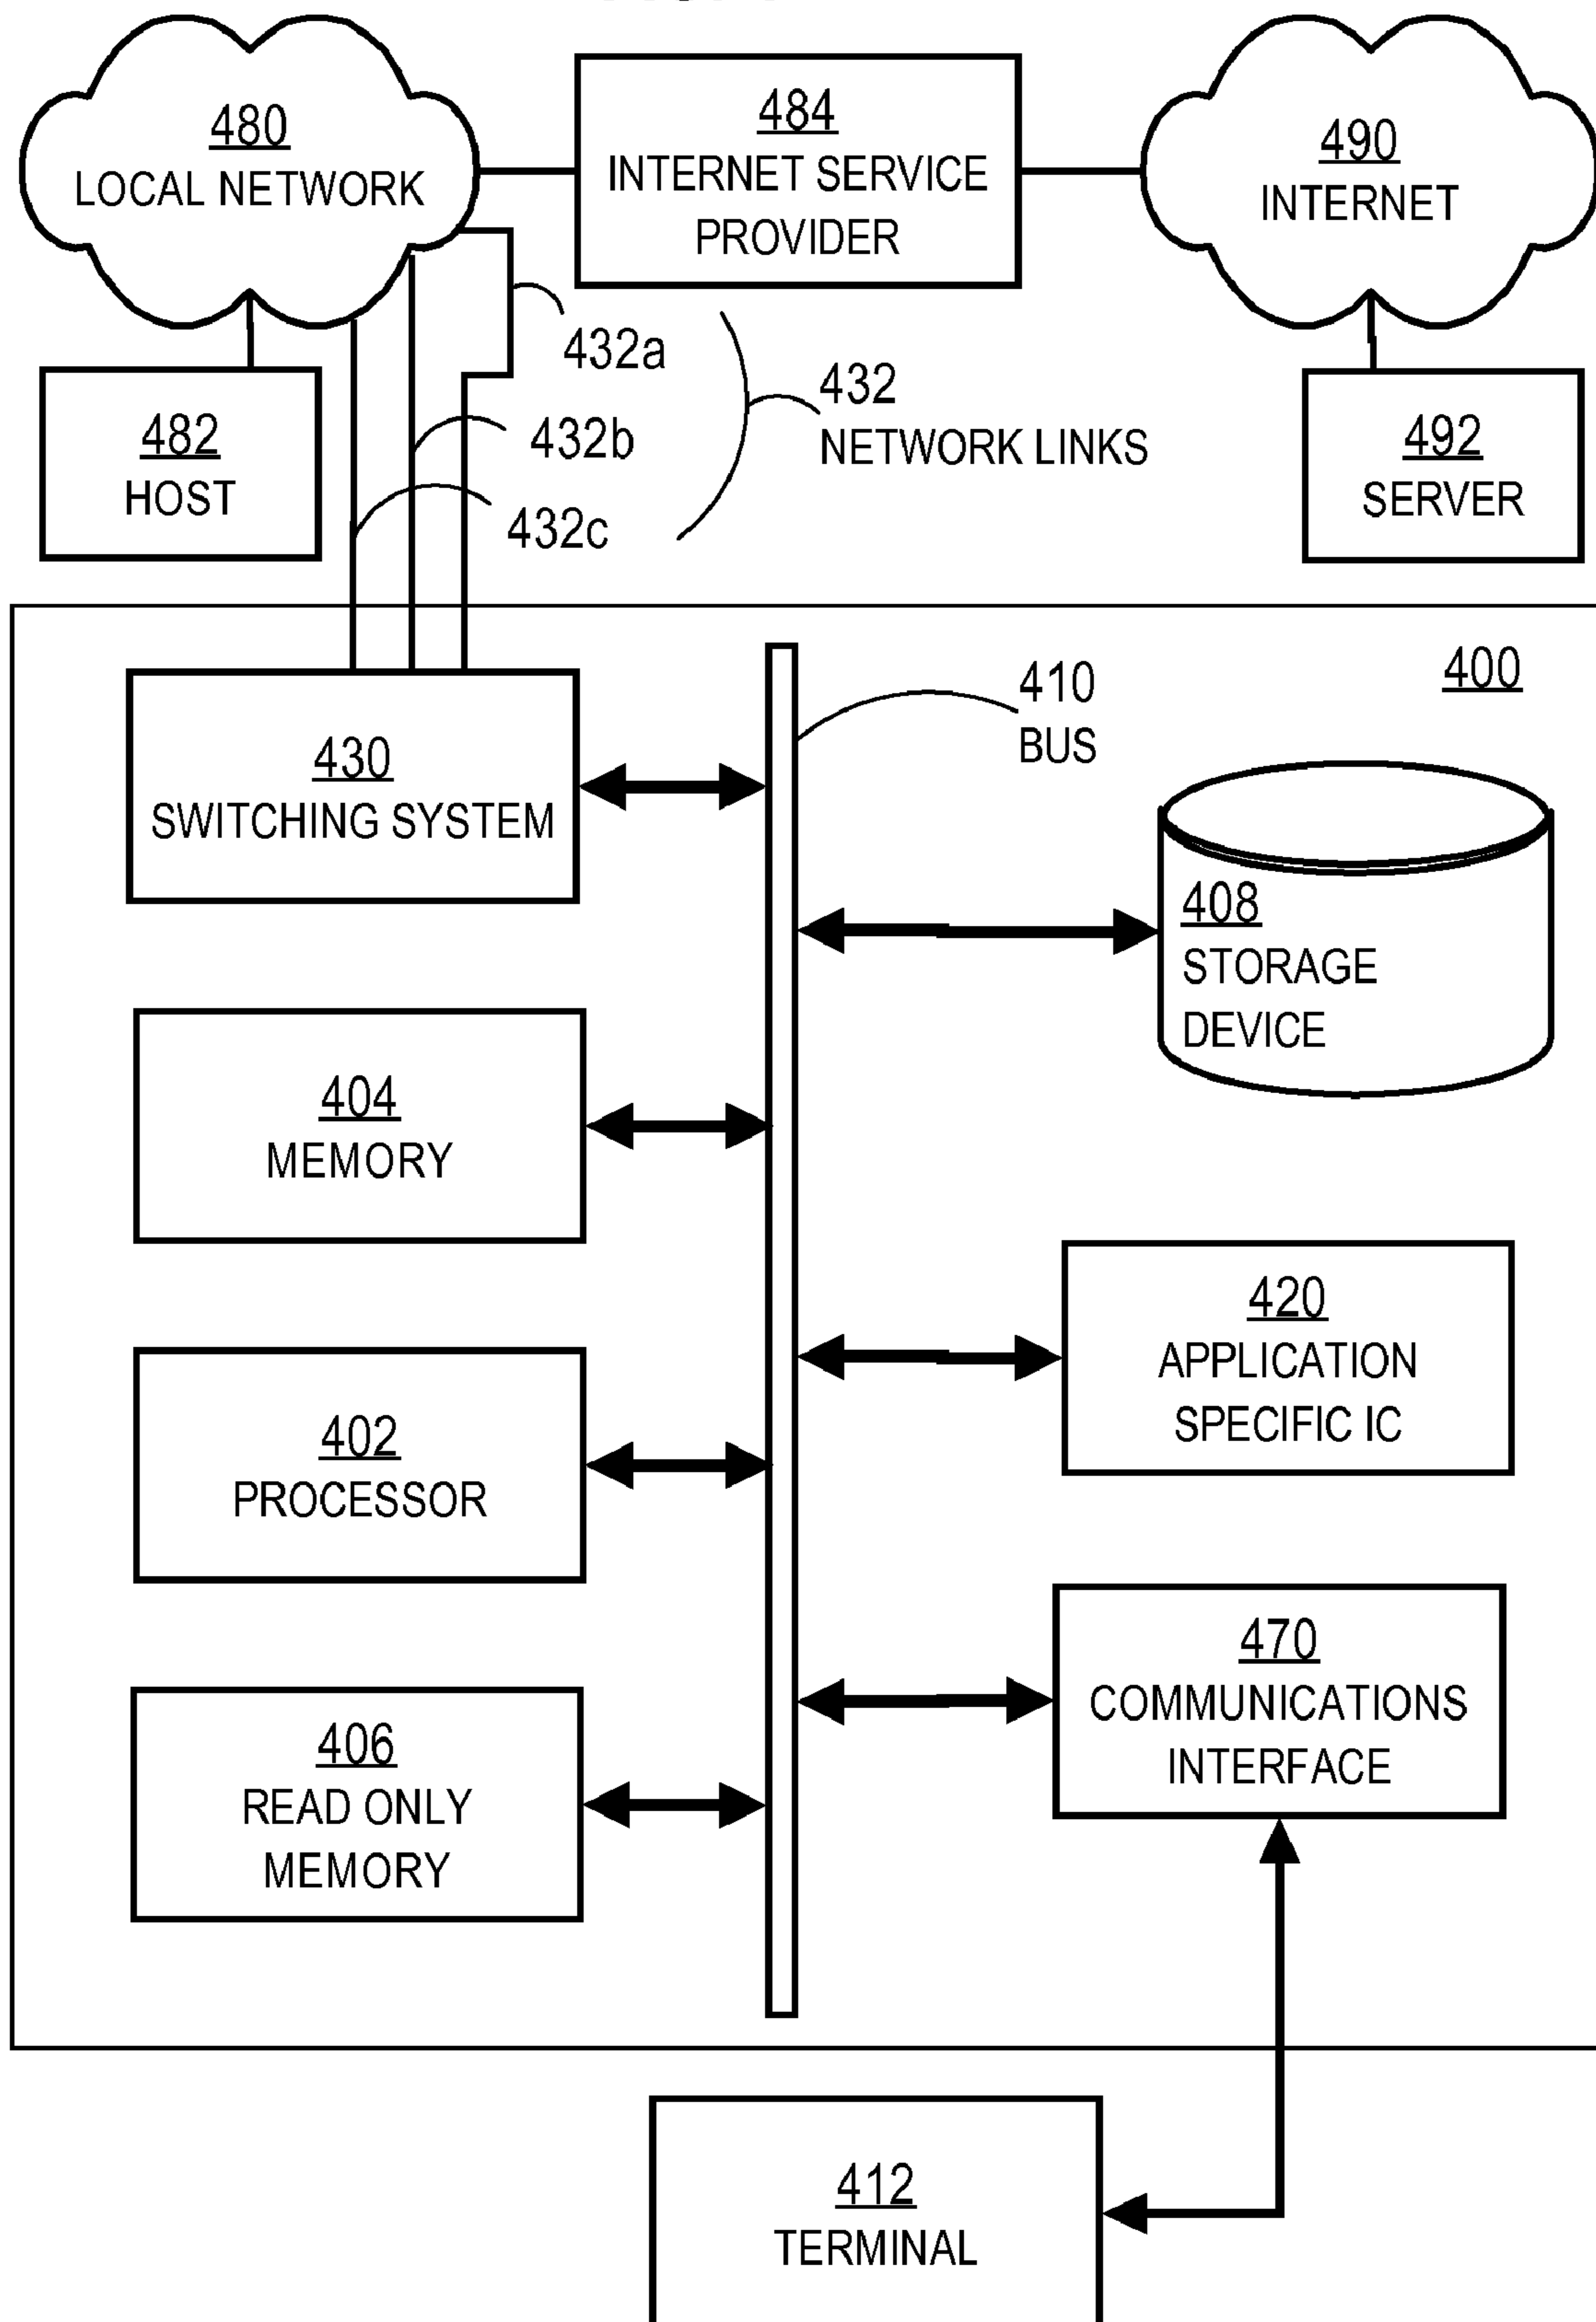 480
LOCAL NETWORK
484
INTERNET SERVICE
PROVIDER
490
INTERNET
432a
432
NETWORK LINKS
432b
432c
482
HOST
492
SERVER
400
410
BUS
430
SWITCHING SYSTEM
408
STORAGE
DEVICE
404
MEMORY
420
APPLICATION
SPECIFIC IC
402
PROCESSOR
470
COMMUNICATIONS
INTERFACE
406
READ ONLY
MEMORY
412
TERMINAL